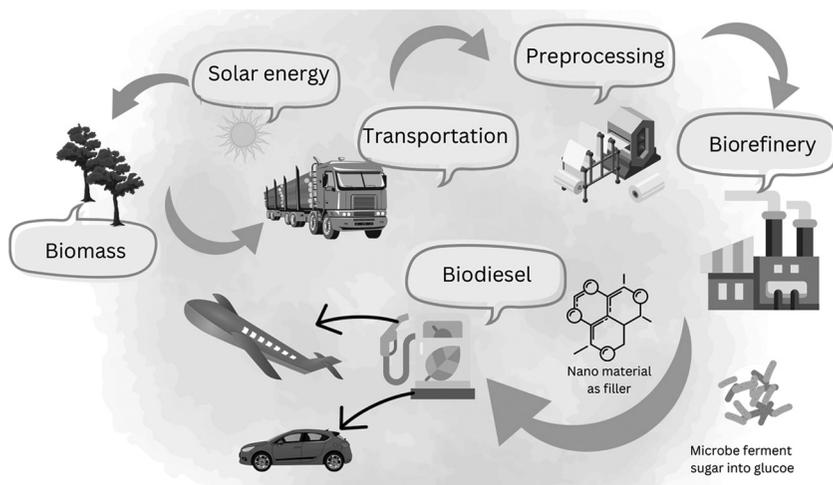 Solar energy
Preprocessing
Transportation
Biorefinery
Biomass
Biodiesel
Nano material
as filler
Microbe ferment
sugar into glucoe